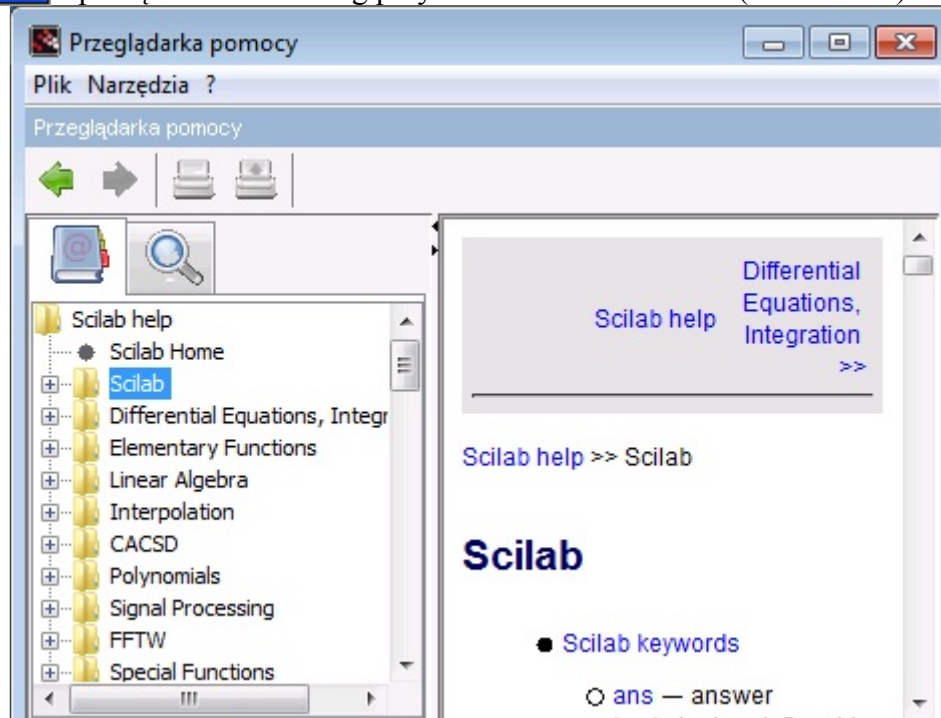 Przeglądarka pomocy
Plik Narzędzia ?
Przeglądarka pomocy
Scilab help
Scilab Home
Scilab
Differential Equations, Integr
Elementary Functions
Linear Algebra
Interpolation
CACSD
Polynomials
Signal Processing
FFTW
Special Functions
Scilab help
Differential
Equations,
Integration
>>
Scilab help >> Scilab
Scilab
Scilab keywords
ans — answer